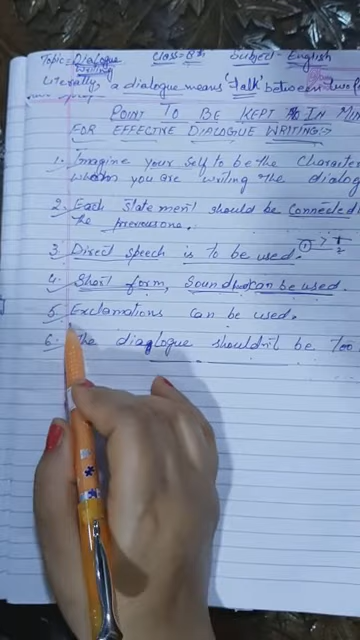 Topic:- Dialogue Writing Class= 8th Subject- English
Literally, a dialogue means 'talk' between two
POINT TO BE KEPT IN MIN
FOR EFFECTIVE DIALOGUE WRITING:-
1. Imagine your self to be the Character
whom you are writing the dialog
2. Each Statement should be connected
the previous one.
3 Direct speech is to be used.
4. Short form, Sound can be used.
5. Exclamations can be used.
6. The dialogue shouldn't be Too